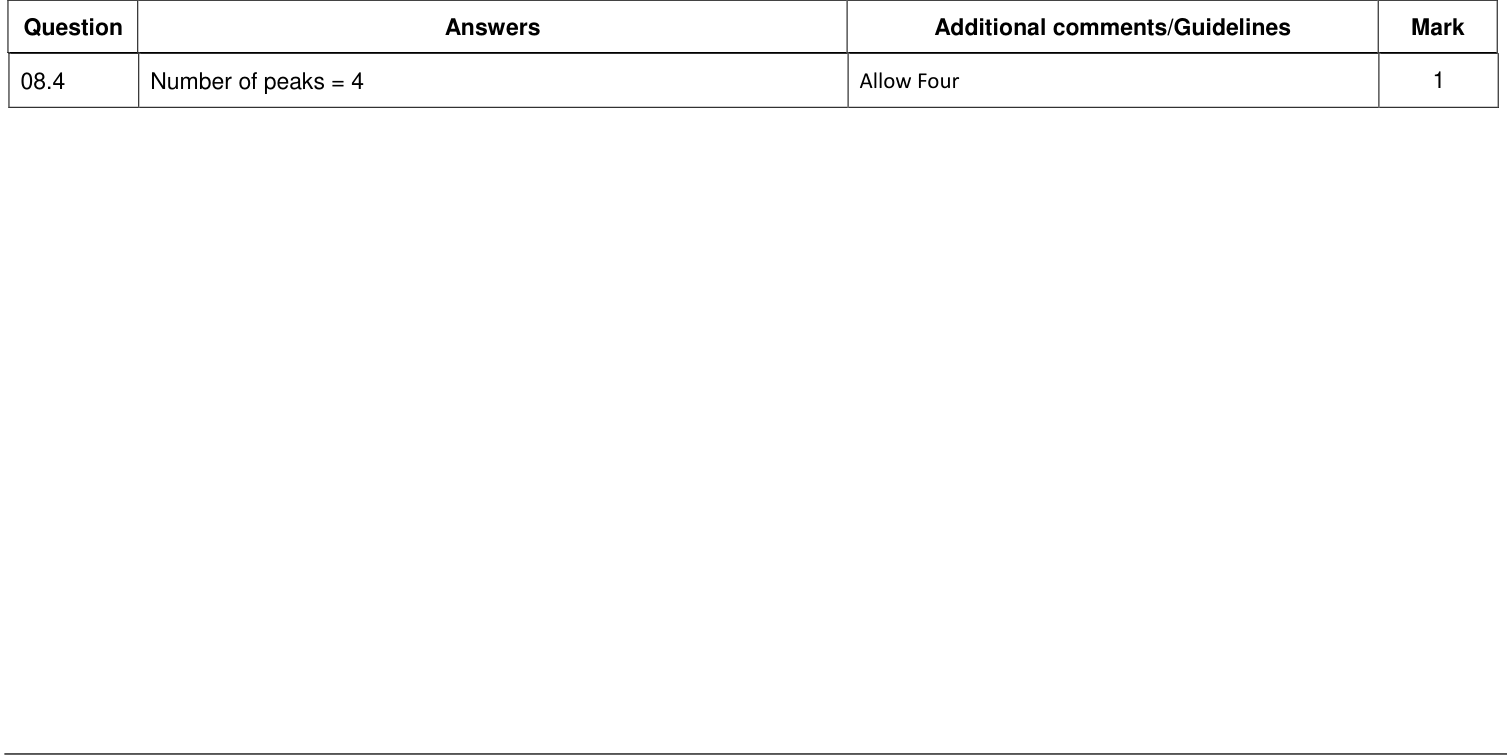 Question Answers Additional comments/Guidelines Mark
08.4 Number of peaks = 4 Allow Four 1